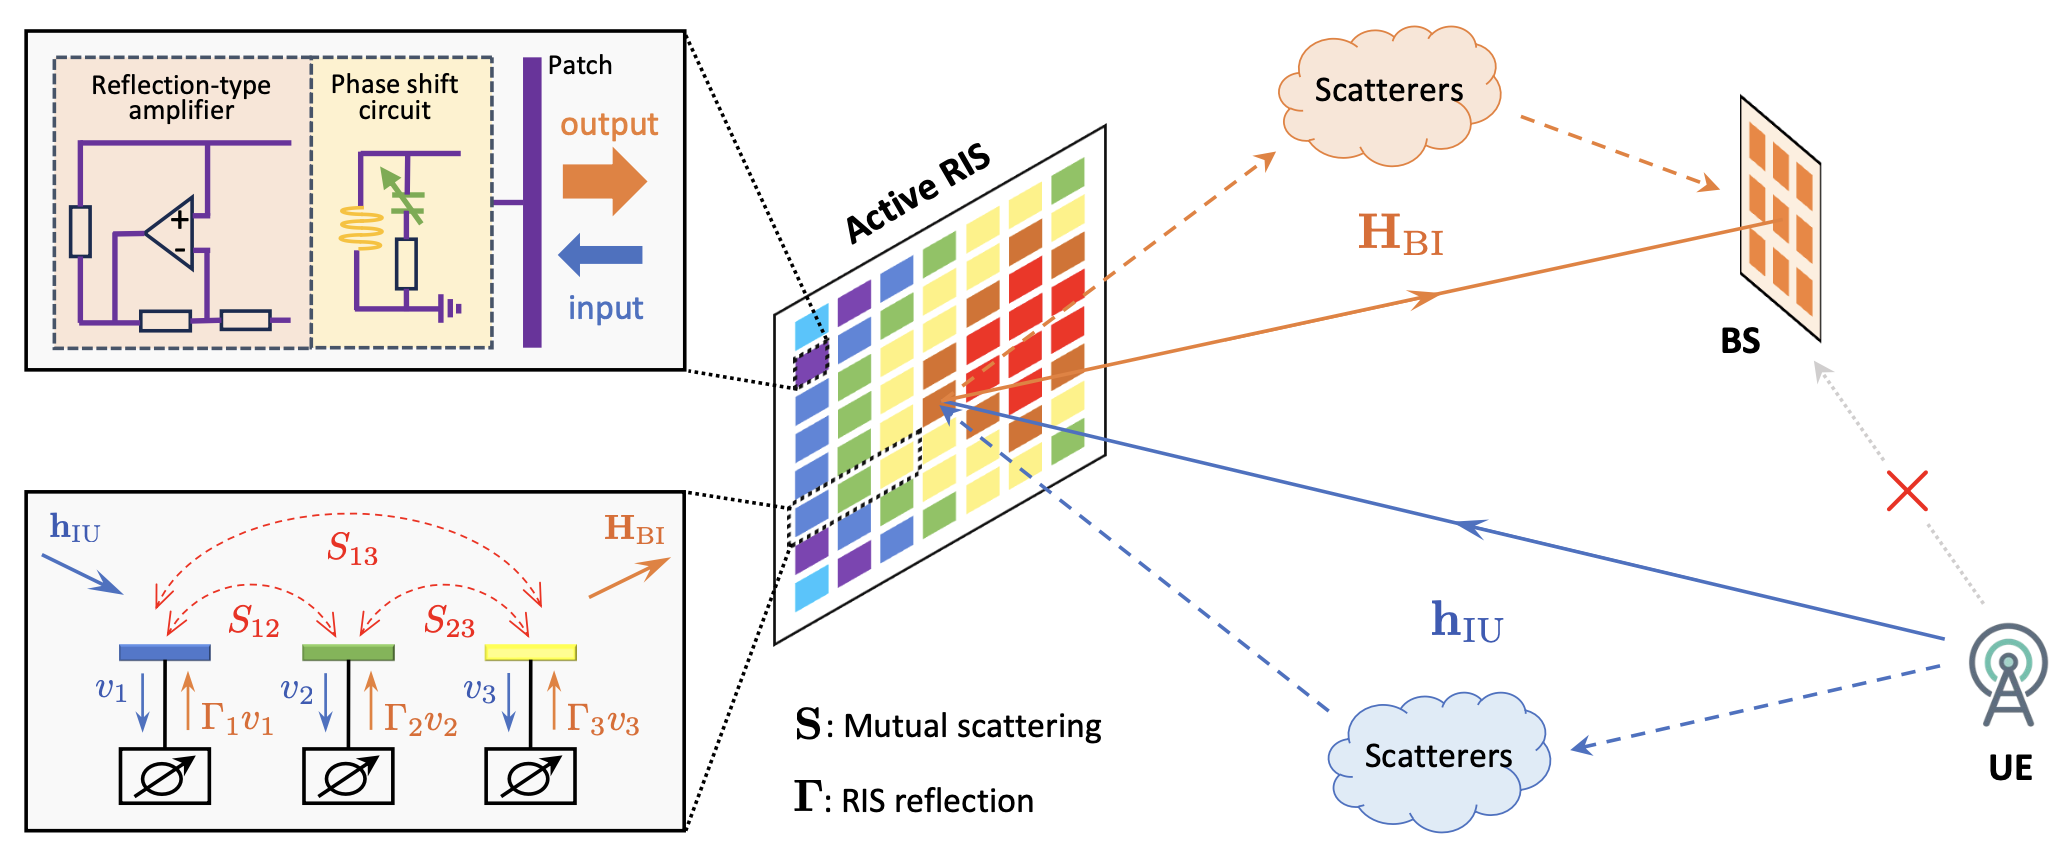 Reflection-type
amplifier
Phase shift
circuit
Patch
output
input
+
-
Active RIS
Scatterers
H_BI
BS
h_IU
H_BI
S_13
S_12
S_23
v_1
Γ_1v_1
v_2
Γ_2v_2
v_3
Γ_3v_3
S: Mutual scattering
Γ: RIS reflection
h_IU
Scatterers
UE